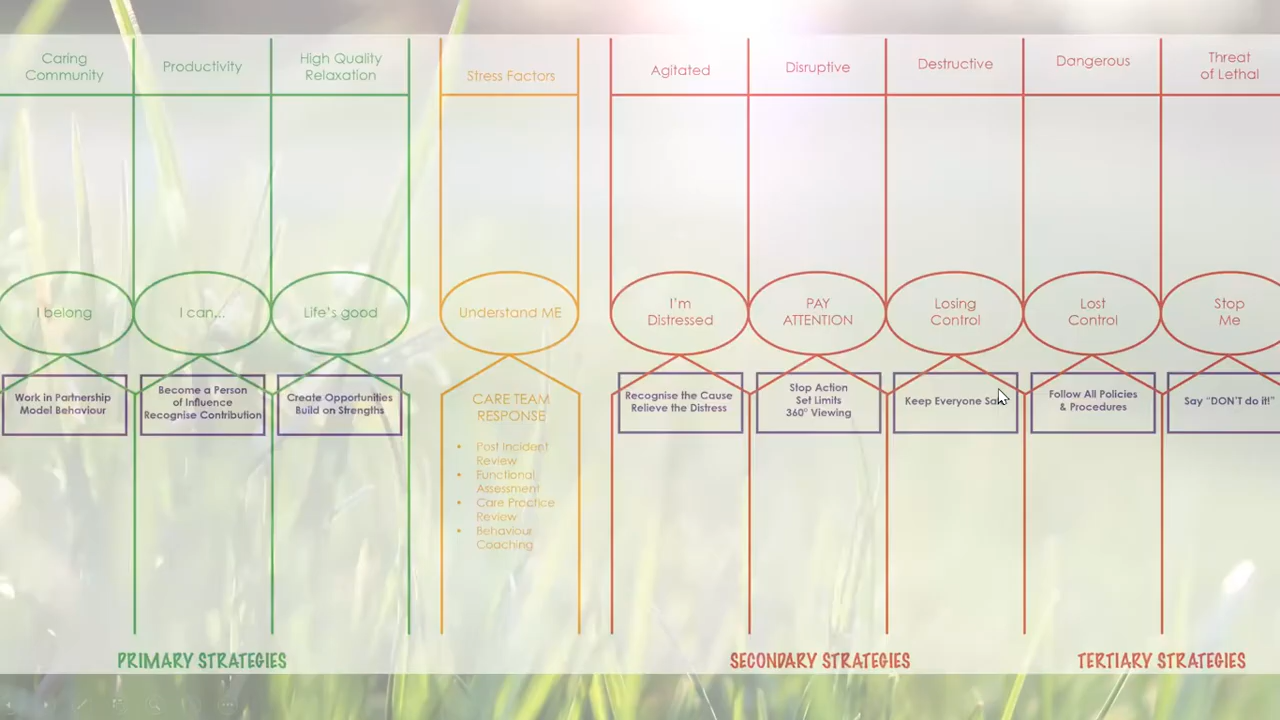 Caring
Community
Productivity
High Quality
Relaxation
Stress Factors
Agitated
Disruptive
Destructive
Dangerous
Threat
of Lethal
I belong
I can...
Life's good
Understand ME
I'm
Distressed
PAY
ATTENTION
Losing
Control
Lost
Control
Stop
Me
Work in Partnership
Model Behaviour
Become a Person
of Influence
Recognise Contribution
Create Opportunities
Build on Strengths
CARE TEAM
RESPONSE
• Post Incident
Review
• Functional
Assessment
• Care Practice
Review
• Behaviour
Coaching
Recognise the Cause
Relieve the Distress
Stop Action
Set Limits
360° Viewing
Keep Everyone
Follow All Policies
& Procedures
Say "DON'T do it!"
PRIMARY STRATEGIES
SECONDARY STRATEGIES
TERTIARY STRATEGIES